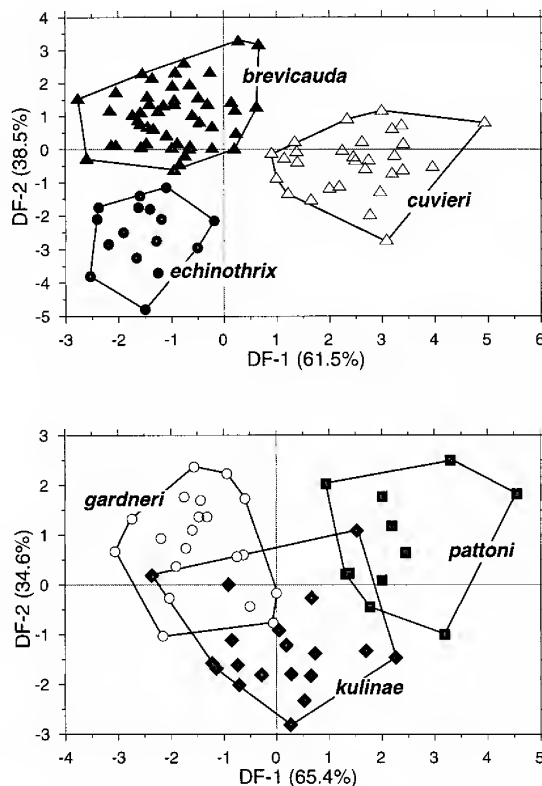 4
3
brevicauda
2
1
0
cuvieri
-1
-2
echinothrix
-3
-4
-5
DF-2 (38.5%)
-3 -2 -1 0 1 2 3 4 5 6
DF-1 (61.5%)
3
gardneri
2
pattoni
1
0
-1
kulinae
-2
-3
DF-2 (34.6%)
-4 -3 -2 -1 0 1 2 3 4 5
DF-1 (65.4%)